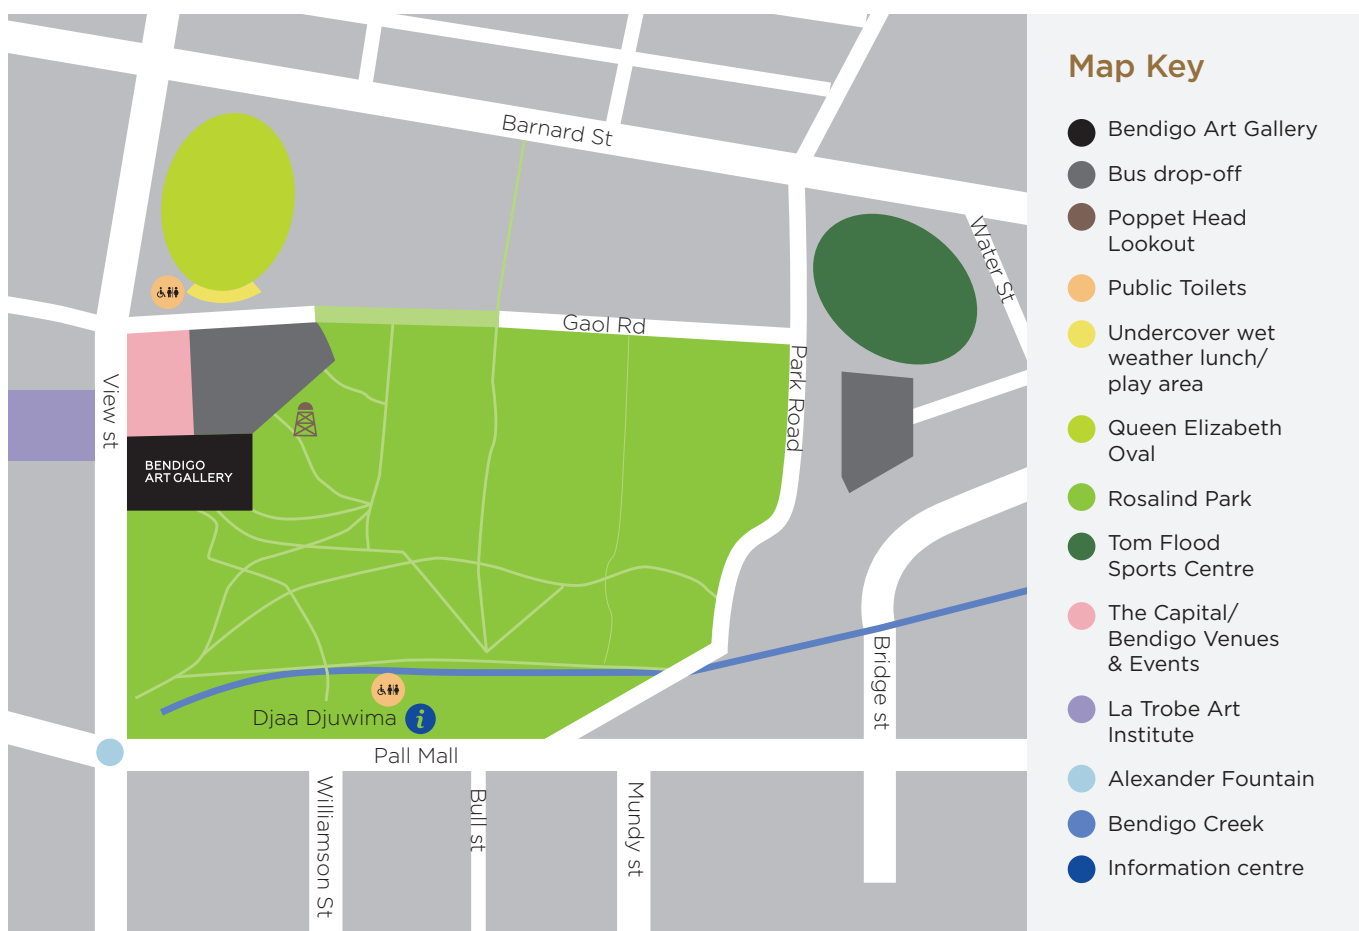 Barnard St
Water St
Gaol Rd
View st
Park Road
BENDIGO
ART GALLERY
Bridge st
Djaa Djuwima
i
Pall Mall
Williamson St
Bull st
Mundy st
Map Key
Bendigo Art Gallery
Bus drop-off
Poppet Head
Lookout
Public Toilets
Undercover wet
weather lunch/
play area
Queen Elizabeth
Oval
Rosalind Park
Tom Flood
Sports Centre
The Capital/
Bendigo Venues
& Events
La Trobe Art
Institute
Alexander Fountain
Bendigo Creek
Information centre